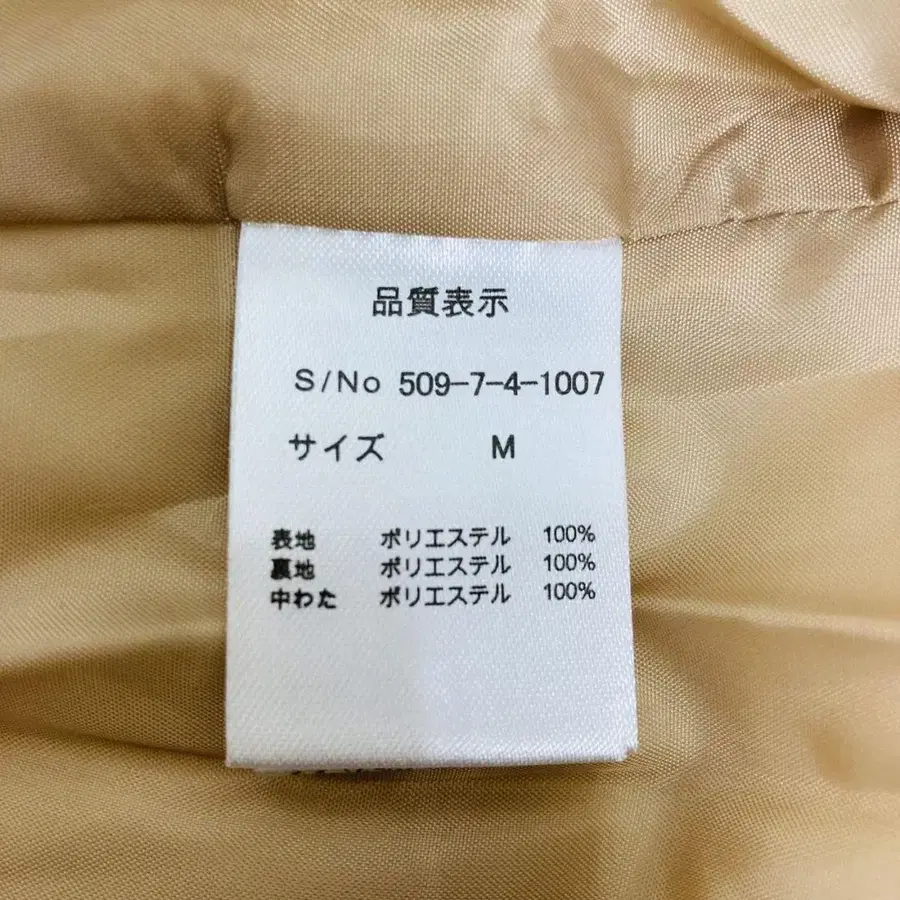 品質表示
S/No 509-7-4-1007
サイズ M
表地 ポリエステル 100%
裏地 ポリエステル 100%
中わた ポリエステル 100%